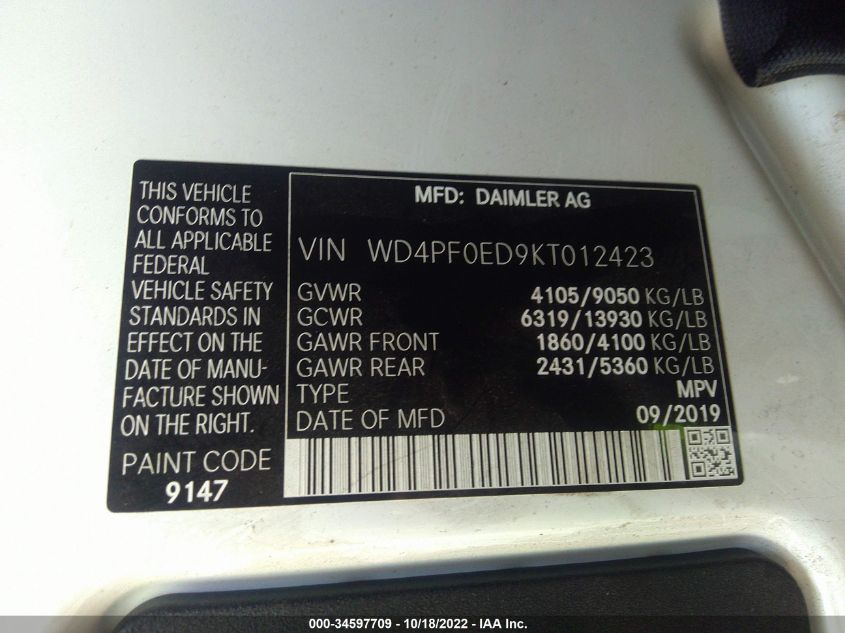 THIS VEHICLE
CONFORMS TO
ALL APPLICABLE
FEDERAL
VEHICLE SAFETY
STANDARDS IN
EFFECT ON THE
DATE OF MANU-
FACTURE SHOWN
ON THE RIGHT.
PAINT CODE
9147
MFD: DAIMLER AG
VIN WD4PF0ED9KT012423
GVWR 4105/9050 KG/LB
GCWR 6319/13930 KG/LB
GAWR FRONT 1860/4100 KG/LB
GAWR REAR 2431/5360 KG/LB
TYPE MPV
DATE OF MFD 09/2019
000-34597709 - 10/18/2022 - IAA Inc.